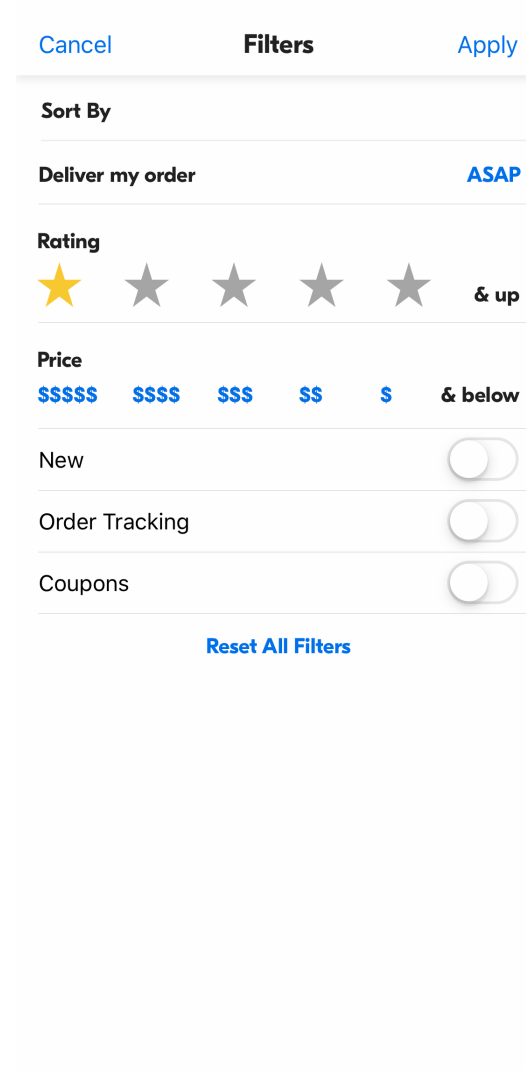 Cancel Filters Apply
Sort By
Deliver my order ASAP
Rating
& up
Price
$$$$$ $$$$ $$$ $$ $ & below
New
Order Tracking
Coupons
Reset All Filters